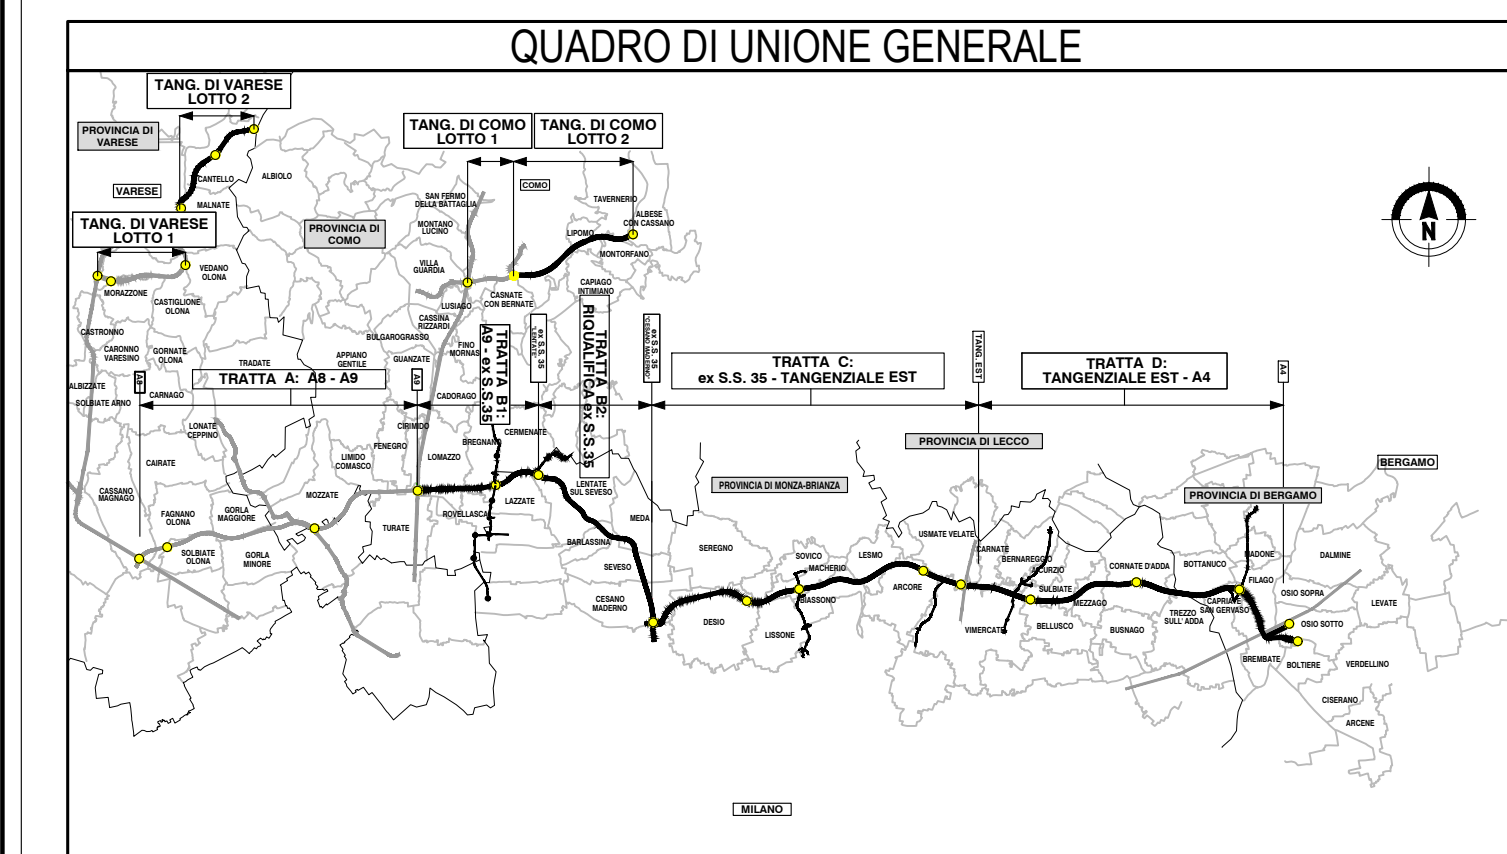 QUADRO DI UNIONE GENERALE
TANG. DI VARESE
LOTTO 2
PROVINCIA DI
VARESE
TANG. DI COMO
LOTTO 1
TANG. DI COMO
LOTTO 2
CANTELLO
ALBIOLO
VARESE
MALNATE
COMO
SAN FERMO
DELLA BATTAGLIA
TAVERNERIO
ALBESE
CON CASSANO
TANG. DI VARESE
LOTTO 1
PROVINCIA DI
COMO
MONTANO
LUCINO
LIPOMO
MONTORFANO
N
VEDANO
OLONA
VILLA
GUARDIA
MORAZZONE
CASTIGLIONE
OLONA
LUSIAGO
CASNATE
CON BERNATE
CAPIAGO
INTIMIANO
CASTRONNO
CASSINA
RIZZARDI
BULGAROGRASSO
CARONNO
VARESINO
GORNATE
OLONA
TRADATE
APPIANO
GENTILE
GUANZATE
FINO
MORNAS
TRATTA B1:
A9 - ex S.S.35
ex S.S. 35
"LENTATE"
TRATTA B2:
RIQUALIFICA ex S.S.35
ex S.S. 35
"CESANO MADERNO"
TRATTA C:
ex S.S. 35 - TANGENZIALE EST
TANG. EST
TRATTA D:
TANGENZIALE EST - A4
A4
ALBIZZATE
A8
TRATTA A: A8 - A9
A9
SOLBIATE ARNO
CARNAGO
CADORAGO
LONATE
CEPPINO
CIRIMIDO
FENEGRO
BREGNANO
CERMENATE
PROVINCIA DI LECCO
CAIRATE
LIMIDO
COMASCO
LOMAZZO
BERGAMO
CASSANO
MAGNAGO
MOZZATE
LAZZATE
LENTATE
SUL SEVESO
PROVINCIA DI MONZA-BRIANZA
PROVINCIA DI BERGAMO
FAGNANO
OLONA
GORLA
MAGGIORE
TURATE
ROVELLASCA
MEDA
SOLBIATE
OLONA
GORLA
MINORE
BARLASSINA
SEREGNO
SOVICO
LESMO
USMATE VELATE
CARNATE
BERNAREGGIO
MADONE
DALMINE
SEVESO
MACHERIO
AICURZIO
CORNATE D'ADDA
BOTTANUCO
FILAGO
CESANO
MADERNO
BIASSONO
ARCORE
SULBIATE
MEZZAGO
CAPRIATE
SAN GERVASO
OSIO SOPRA
LEVATE
DESIO
LISSONE
VIMERCATE
BELLUSCO
BUSNAGO
TREZZO
SULL' ADDA
OSIO SOTTO
BREMBATE
BOLTIERE
VERDELLINO
CISERANO
ARCENE
MILANO